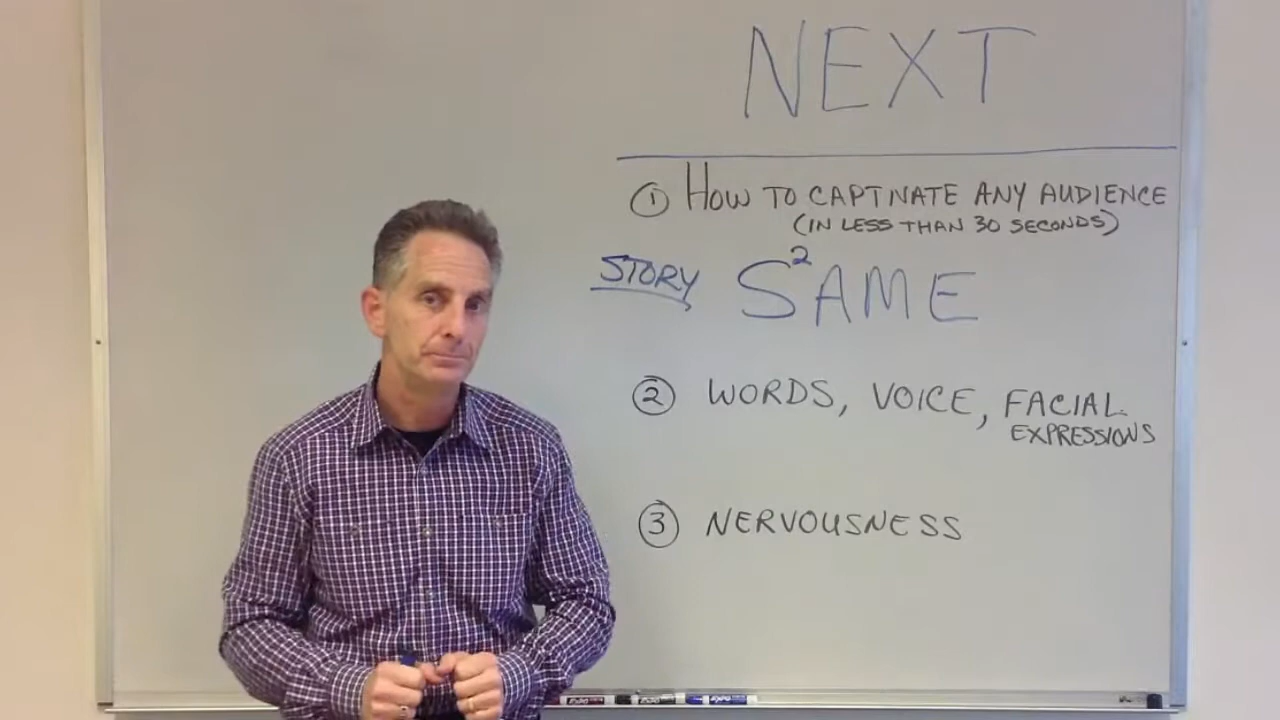 NEXT
① HOW TO CAPTIVATE ANY AUDIENCE
(IN LESS THAN 30 SECONDS)
STORY S²AME
② WORDS, VOICE, FACIAL
EXPRESSIONS
③ NERVOUSNESS